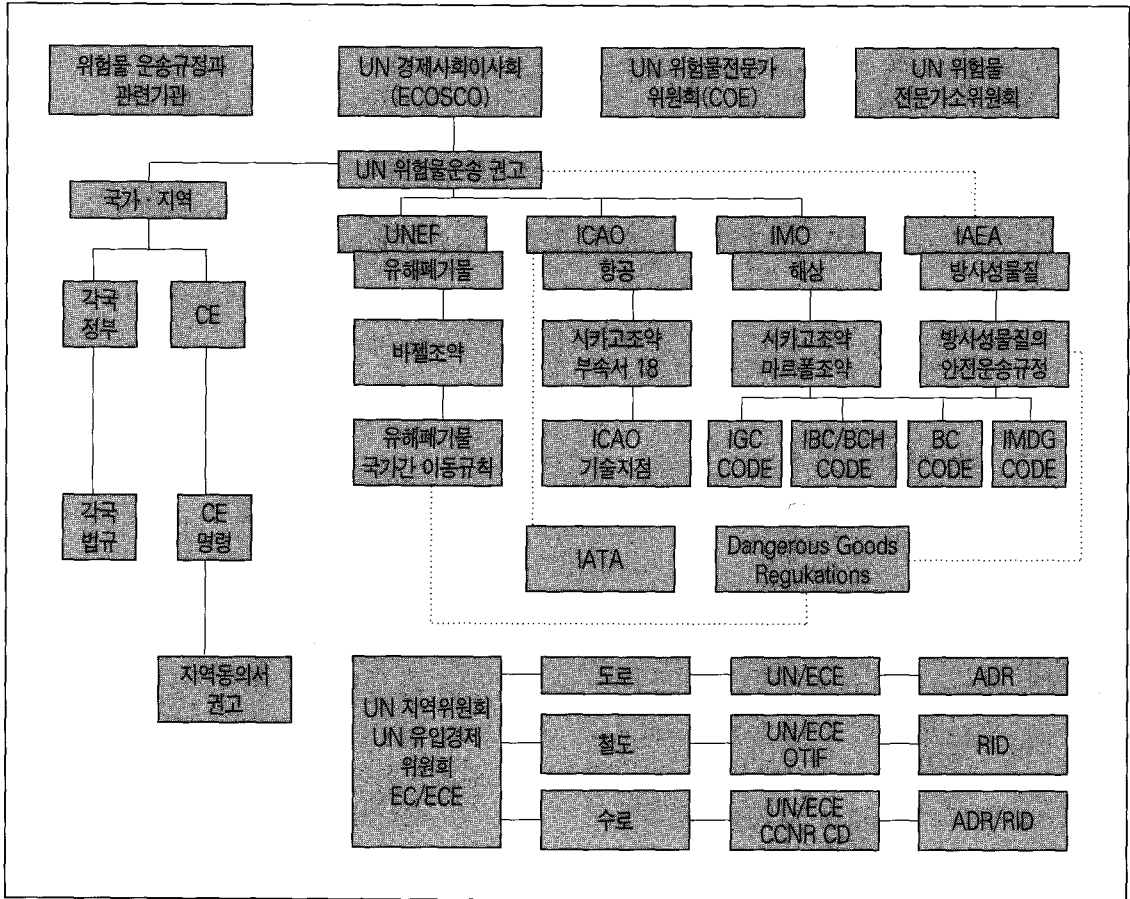 위험물 운송규정과
관련기관
UN 경제사회이사회
(ECOSCO)
UN 위험물전문가
위원회(COE)
UN 위험물
전문가소위원회
UN 위험물운송 권고
국가 · 지역
UNEF
ICAO
IMO
IAEA
유해폐기물
항공
해상
방사성물질
각국
정부
CE
바젤조약
시카고조약
부속서 18
시카고조약
마르폴조약
방사성물질의
안전운송규정
유해폐기물
국가간 이동규칙
ICAO
기술지점
IGC
CODE
IBC/BCH
CODE
BC
CODE
IMDG
CODE
각국
법규
CE
명령
IATA
Dangerous Goods
Regukations
지역동의서
권고
UN 지역위원회
UN 유입경제
위원회
EC/ECE
도로
UN/ECE
ADR
철도
UN/ECE
OTIF
RID
수로
UN/ECE
CCNR CD
ADR/RID